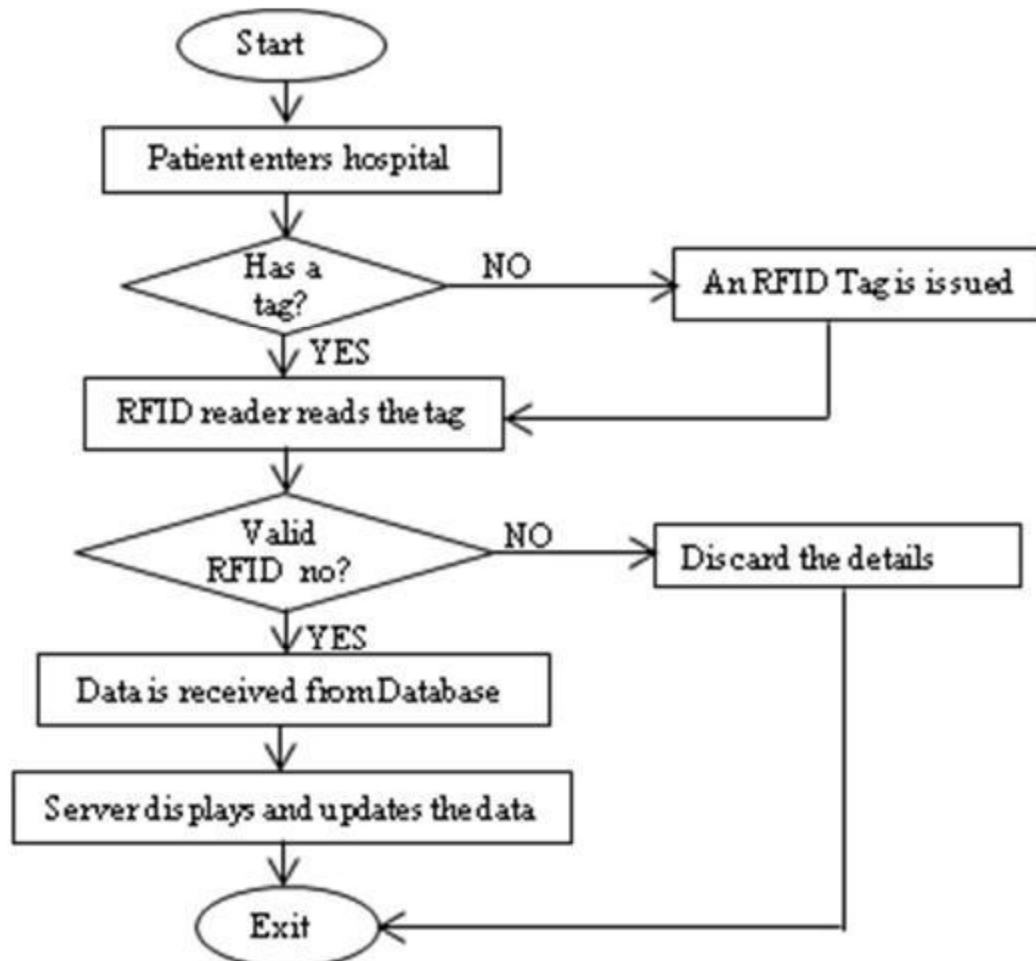 Start
Patient enters hospital
Has a
tag?
NO
An RFID Tag is issued
YES
RFID reader reads the tag
Valid
RFID no?
NO
Discard the details
YES
Data is received from Database
Server displays and updates the data
Exit